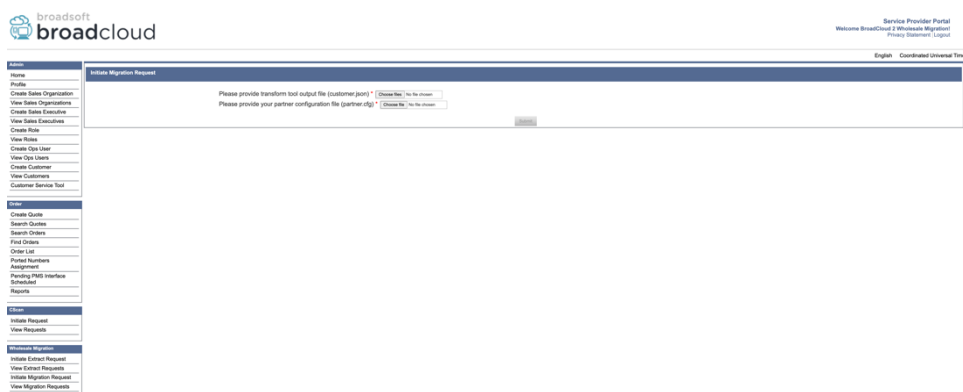 broadsoft
broadcloud
Service Provider Portal
Welcome BroadCloud 2 Wholesale Migration!
Privacy Statement | Logout
English Coordinated Universal Time
Admin
Home
Profile
Create Sales Organization
View Sales Organizations
Create Sales Executive
View Sales Executives
Create Role
View Roles
Create Ops User
View Ops Users
Create Customer
View Customers
Customer Service Tool
Initiate Migration Request
Please provide transform tool output file (customer.json) * Choose files No file chosen
Please provide your partner configuration file (partner.cfg) * Choose file No file chosen
Submit
Order
Create Quote
Search Quotes
Search Orders
Find Orders
Order List
Ported Numbers
Assignment
Pending PMS Interface
Scheduled
Reports
CScan
Initiate Request
View Requests
Wholesale Migration
Initiate Extract Request
View Extract Requests
Initiate Migration Request
View Migration Requests